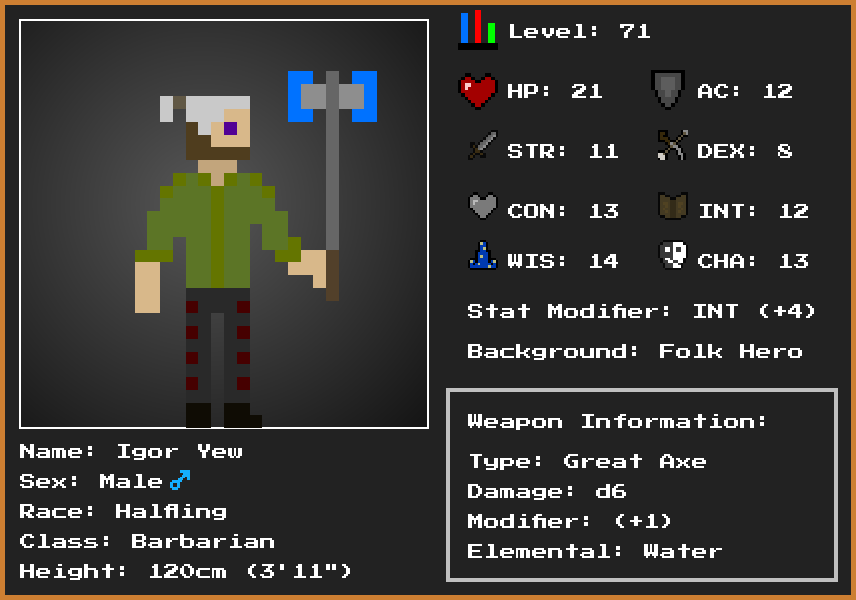 Level: 71
HP: 21 AC: 12
STR: 11 DEX: 8
CON: 13 INT: 12
WIS: 14 CHA: 13
Stat Modifier: INT (+4)
Background: Folk Hero
Name: Igor Yew
Sex: Male♂
Race: Halfling
Class: Barbarian
Height: 120cm (3'11")
Weapon Information:
Type: Great Axe
Damage: d6
Modifier: (+1)
Elemental: Water